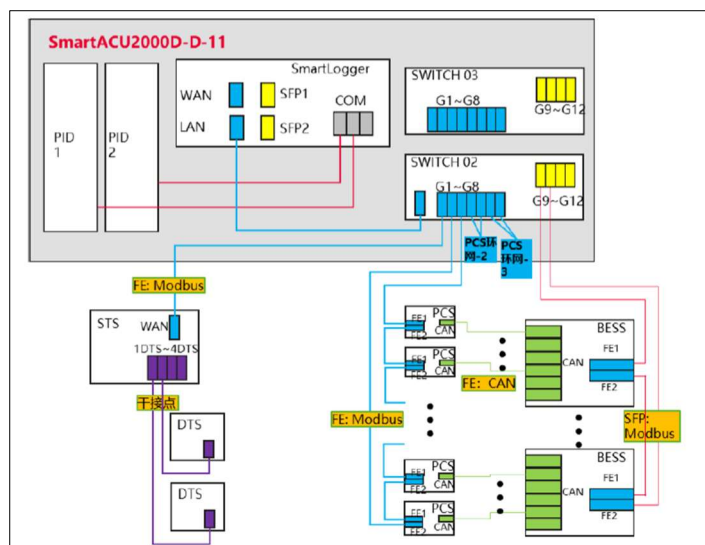 SmartACU2000D-D-11
SmartLogger
WAN
SFP1
COM
LAN
SFP2
PID
1
PID
2
SWITCH 03
G1~G8
G9~G12
SWITCH 02
G1~G8
G9~G12
PCS环
网-2
PCS
环网-
3
FE: Modbus
STS
WAN
1DTS~4DTS
干接点
DTS
DTS
FE: Modbus
FE1
FE2
PCS
CAN
FE1
FE2
PCS
CAN
FE: CAN
FE1
FE2
PCS
CAN
FE1
FE2
PCS
CAN
BESS
FE1
CAN
FE2
SFP:
Modbus
BESS
FE1
CAN
FE2